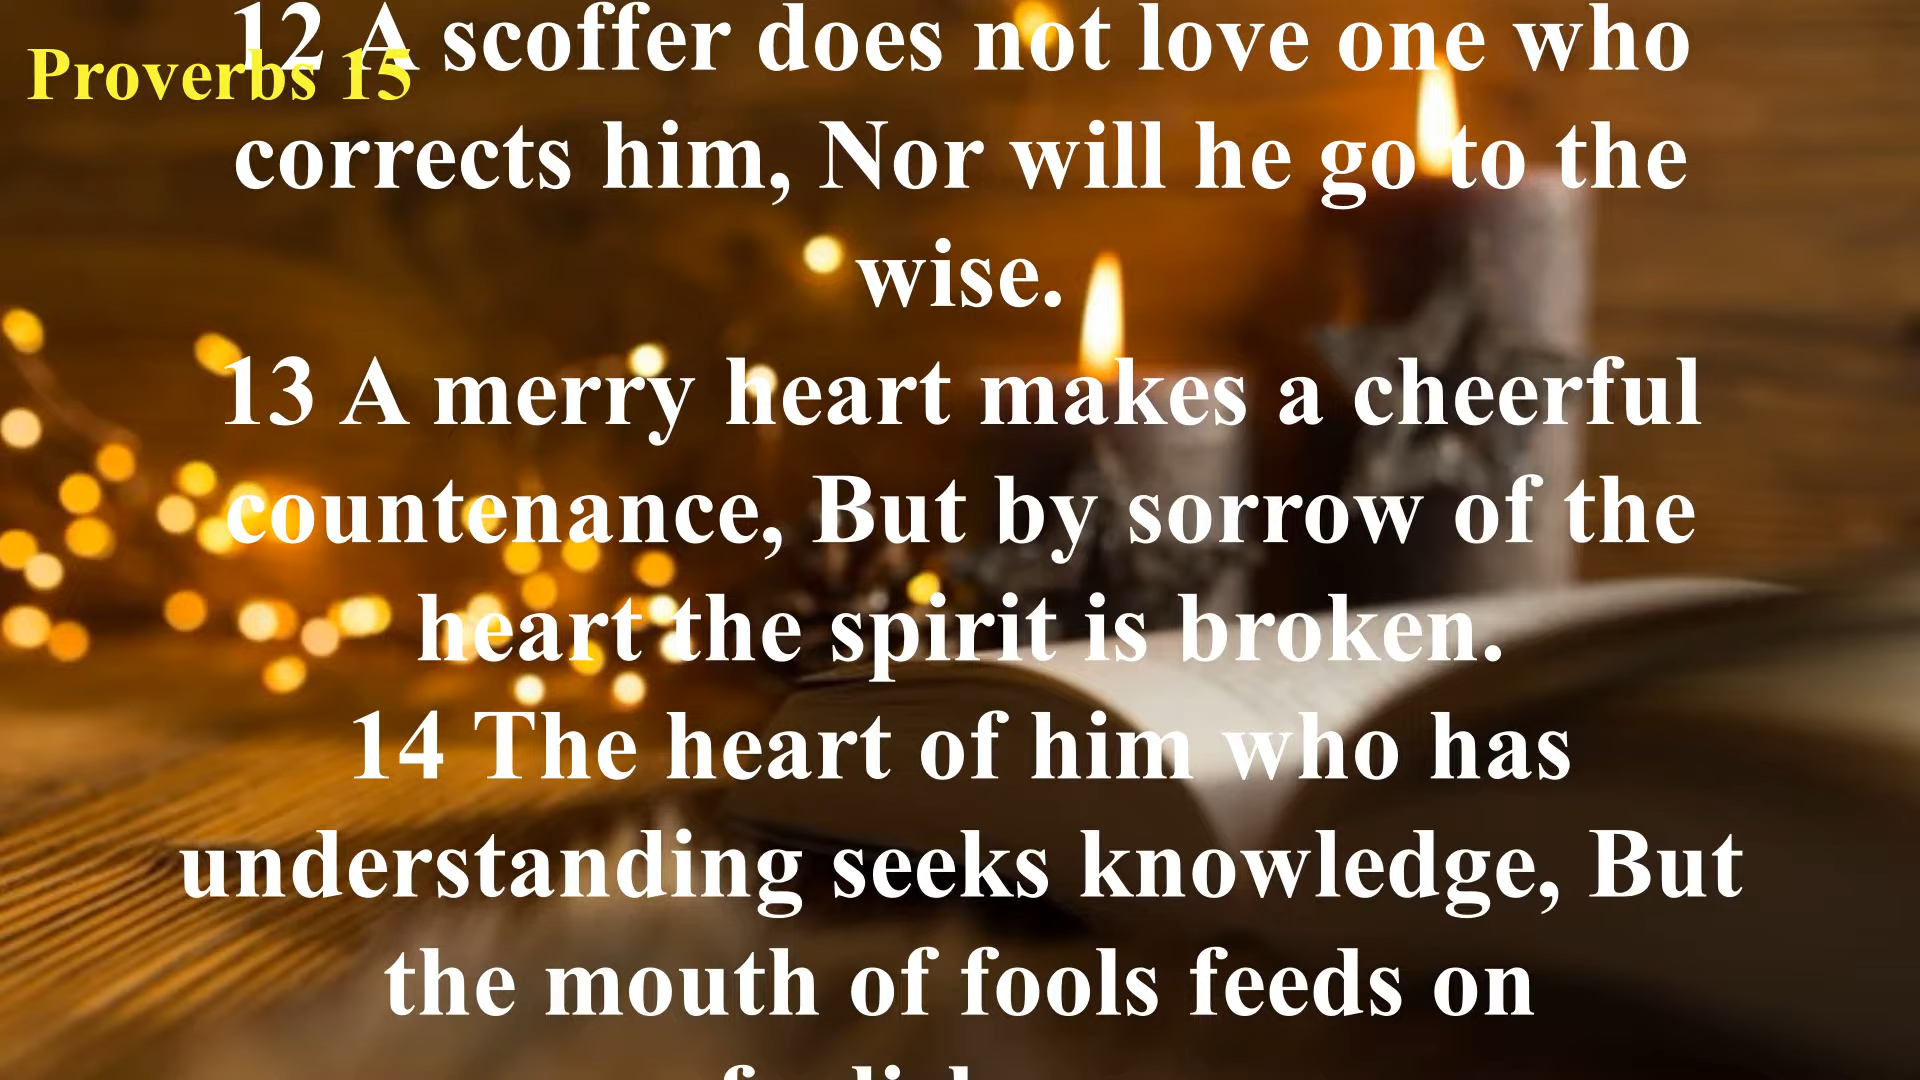 Proverbs 15
12 A scoffer does not love one who
corrects him, Nor will he go to the
wise.
13 A merry heart makes a cheerful
countenance, But by sorrow of the
heart the spirit is broken.
14 The heart of him who has
understanding seeks knowledge, But
the mouth of fools feeds on